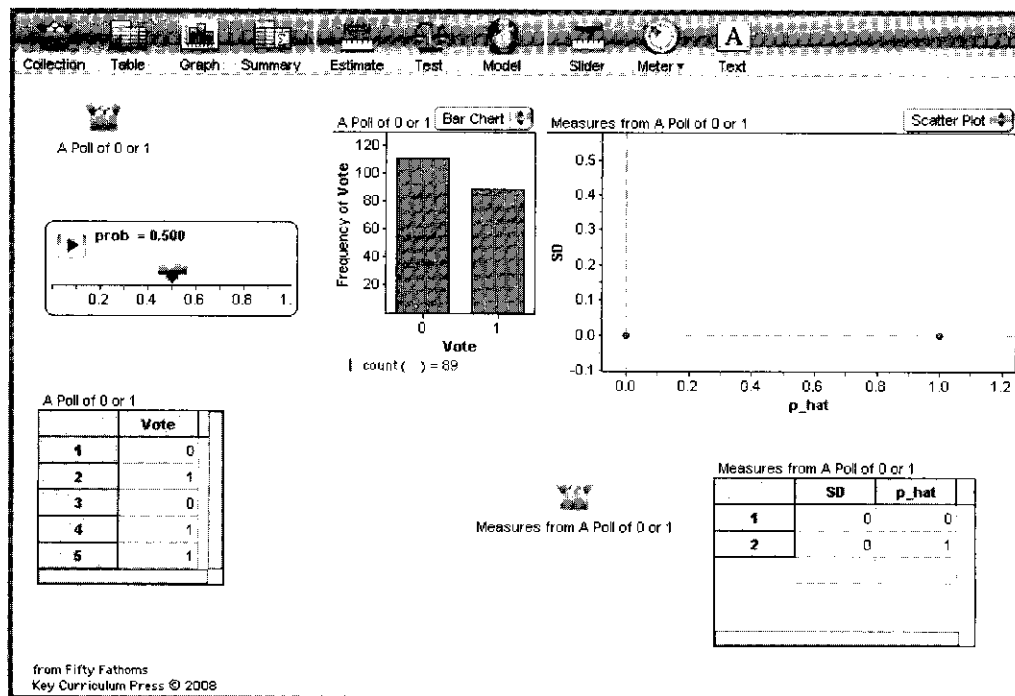 Collection Table Graph Summary Estimate Test Model Slider Meter Text
A
A Poll of 0 or 1
prob = 0.500
0.2 0.4 0.6 0.8 1.
A Poll of 0 or 1 Bar Chart
Frequency of Vote
120
100
80
60
40
20
0 1
Vote
count( ) = 89
Measures from A Poll of 0 or 1 Scatter Plot
SD
0.5
0.4
0.3
0.2
0.1
0.0
-0.1
0.0 0.2 0.4 0.6 0.8 1.0 1.2
p_hat
A Poll of 0 or 1
Vote
1 0
2 1
3 0
4 1
5 1
Measures from A Poll of 0 or 1
Measures from A Poll of 0 or 1
SD p_hat
1 0 0
2 0 1
from Fifty Fathoms
Key Curriculum Press © 2008